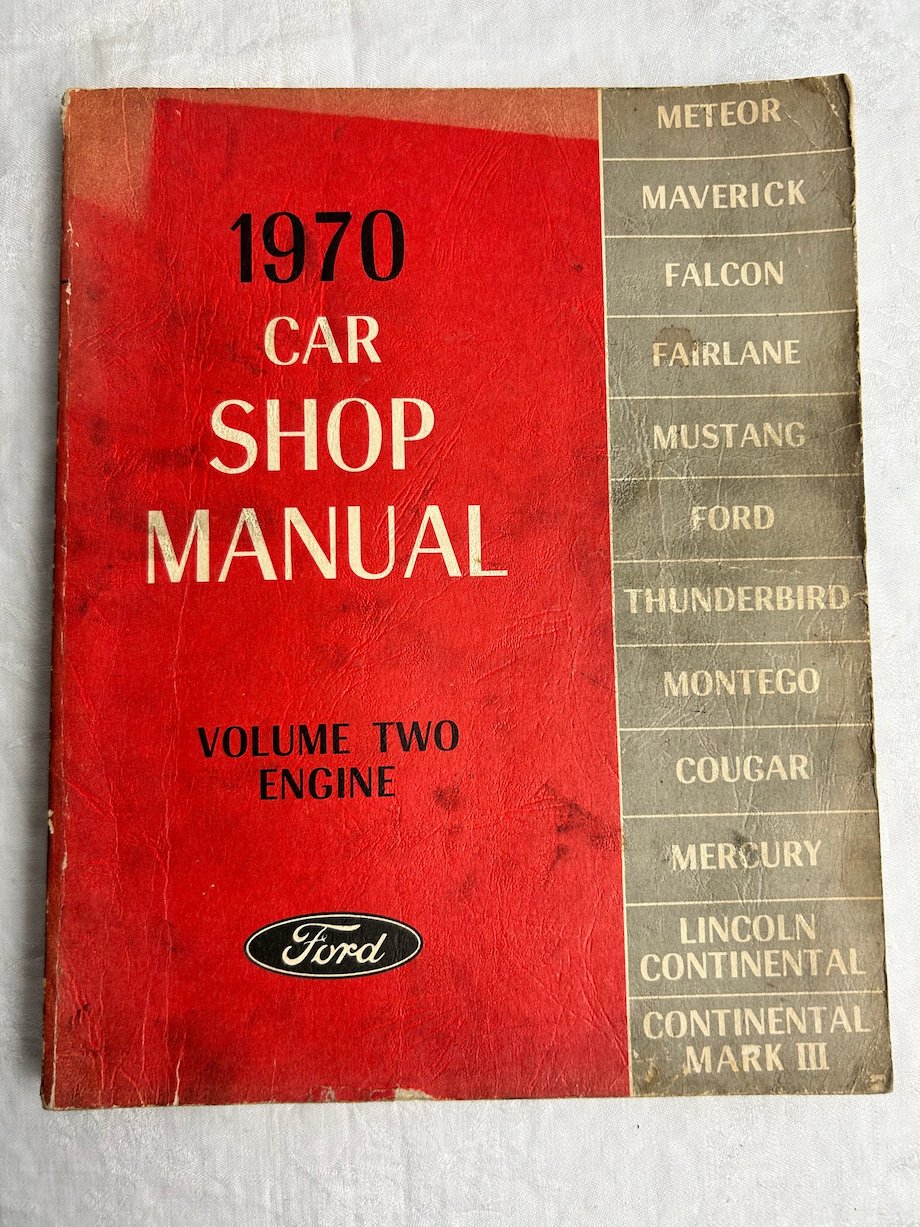 1970
CAR
SHOP
MANUAL
VOLUME TWO
ENGINE
Ford
METEOR
MAVERICK
FALCON
FAIRLANE
MUSTANG
FORD
THUNDERBIRD
MONTEGO
COUGAR
MERCURY
LINCOLN
CONTINENTAL
CONTINENTAL
MARK III